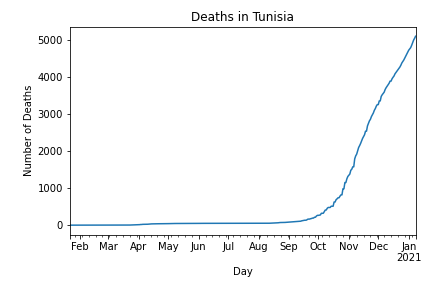 Deaths in Tunisia
Number of Deaths
5000
4000
3000
2000
1000
0
Feb Mar Apr May Jun Jul Aug Sep Oct Nov Dec Jan
2021
Day